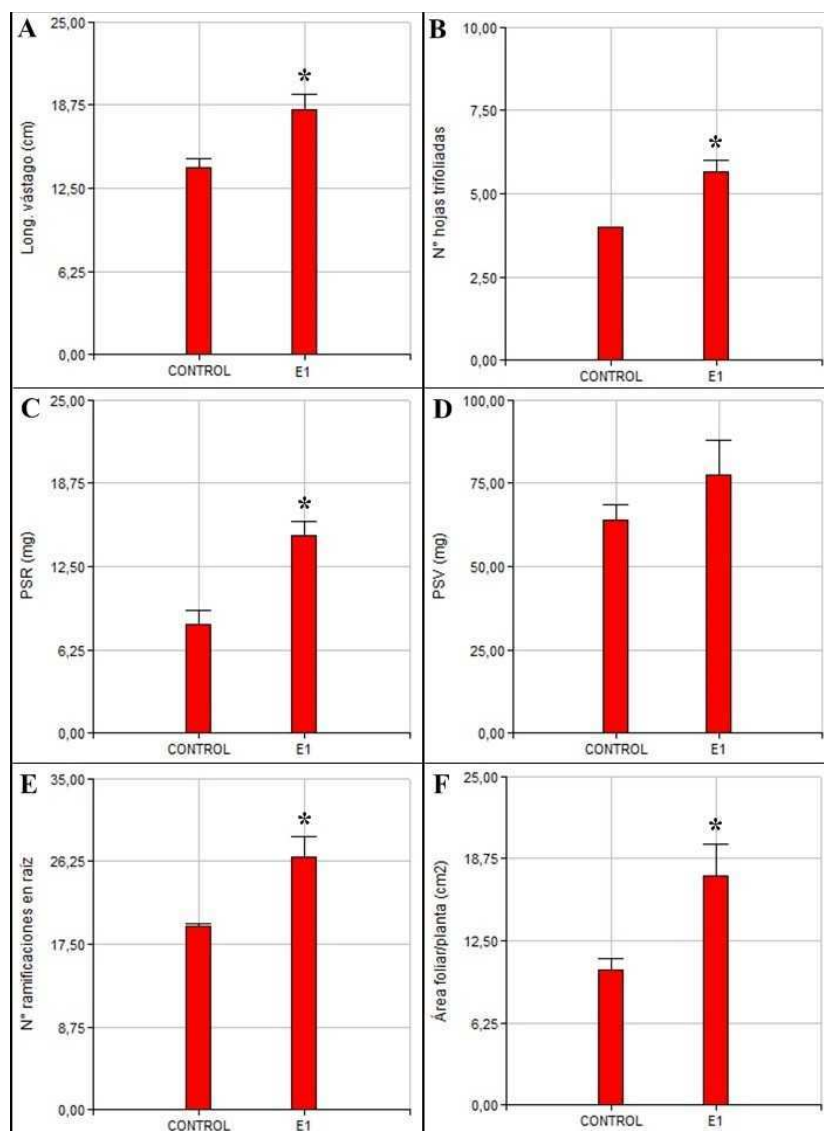 A
25,00
18,75
12,50
6,25
0,00
Long. vástago (cm)
*
CONTROL
E1
B
10,00
7,50
5,00
2,50
0,00
N° hojas trifoliadas
*
CONTROL
E1
C
25,00
18,75
12,50
6,25
0,00
PSR (mg)
*
CONTROL
E1
D
100,00
75,00
50,00
25,00
0,00
PSV (mg)
CONTROL
E1
E
35,00
26,25
17,50
8,75
0,00
N° ramificaciones en raíz
*
CONTROL
E1
F
25,00
18,75
12,50
6,25
0,00
Área foliar/planta (cm2)
*
CONTROL
E1